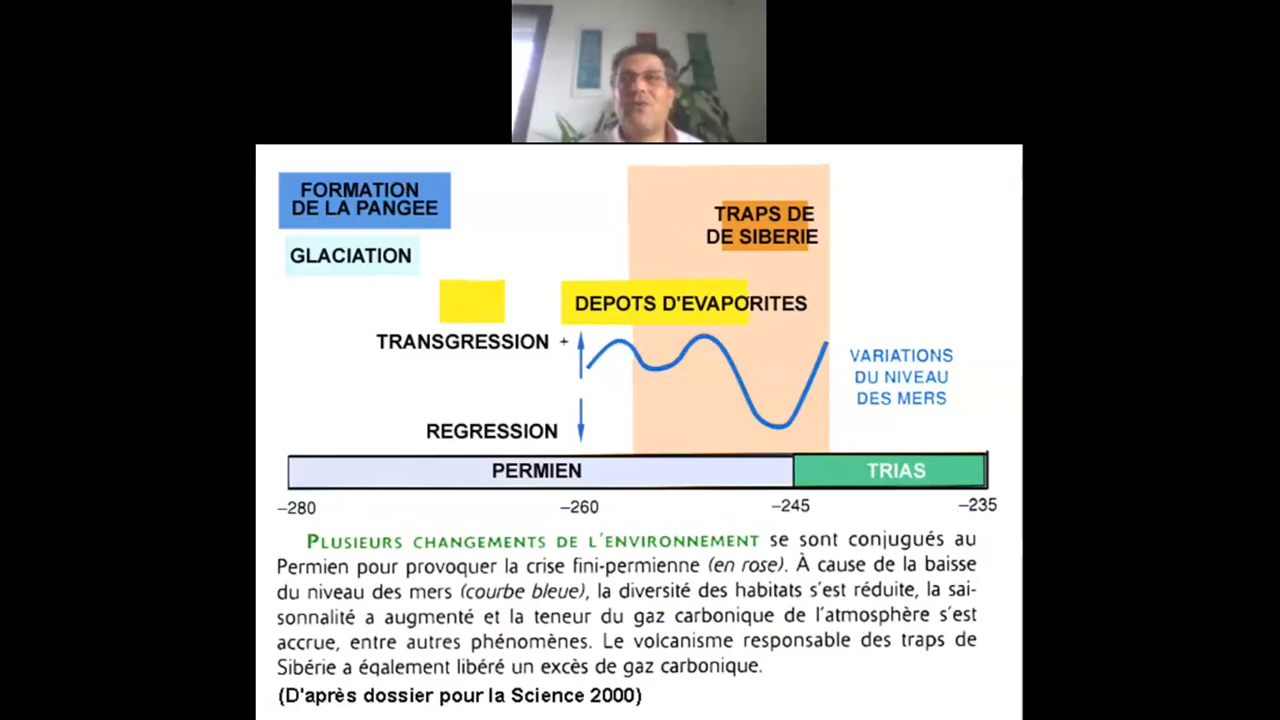 FORMATION
DE LA PANGEE
GLACIATION
TRAPS DE
DE SIBERIE
DEPOTS D'EVAPORITES
TRANSGRESSION +
VARIATIONS
DU NIVEAU
DES MERS
REGRESSION
PERMIEN
TRIAS
–280
–260
–245
–235
PLUSIEURS CHANGEMENTS DE L'ENVIRONNEMENT se sont conjugués au
Permien pour provoquer la crise fini-permienne (en rose). À cause de la baisse
du niveau des mers (courbe bleue), la diversité des habitats s'est réduite, la sai-
sonnalité a augmenté et la teneur du gaz carbonique de l'atmosphère s'est
accrue, entre autres phénomènes. Le volcanisme responsable des traps de
Sibérie a également libéré un excès de gaz carbonique.
(D'après dossier pour la Science 2000)